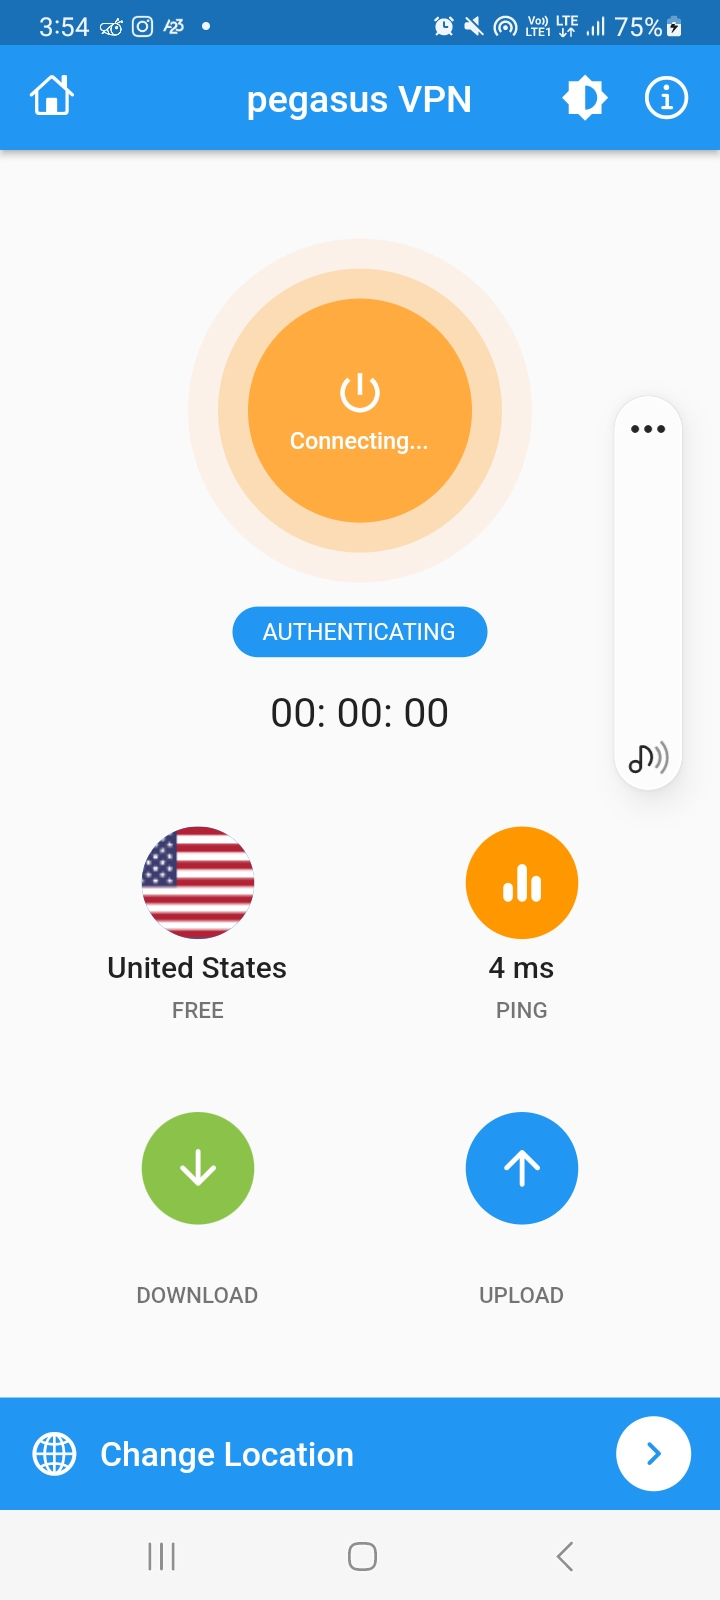 3:54
A23
Vo)) LTE
LTE1
75%
pegasus VPN
Connecting...
AUTHENTICATING
00: 00: 00
United States
4 ms
FREE
PING
DOWNLOAD
UPLOAD
Change Location